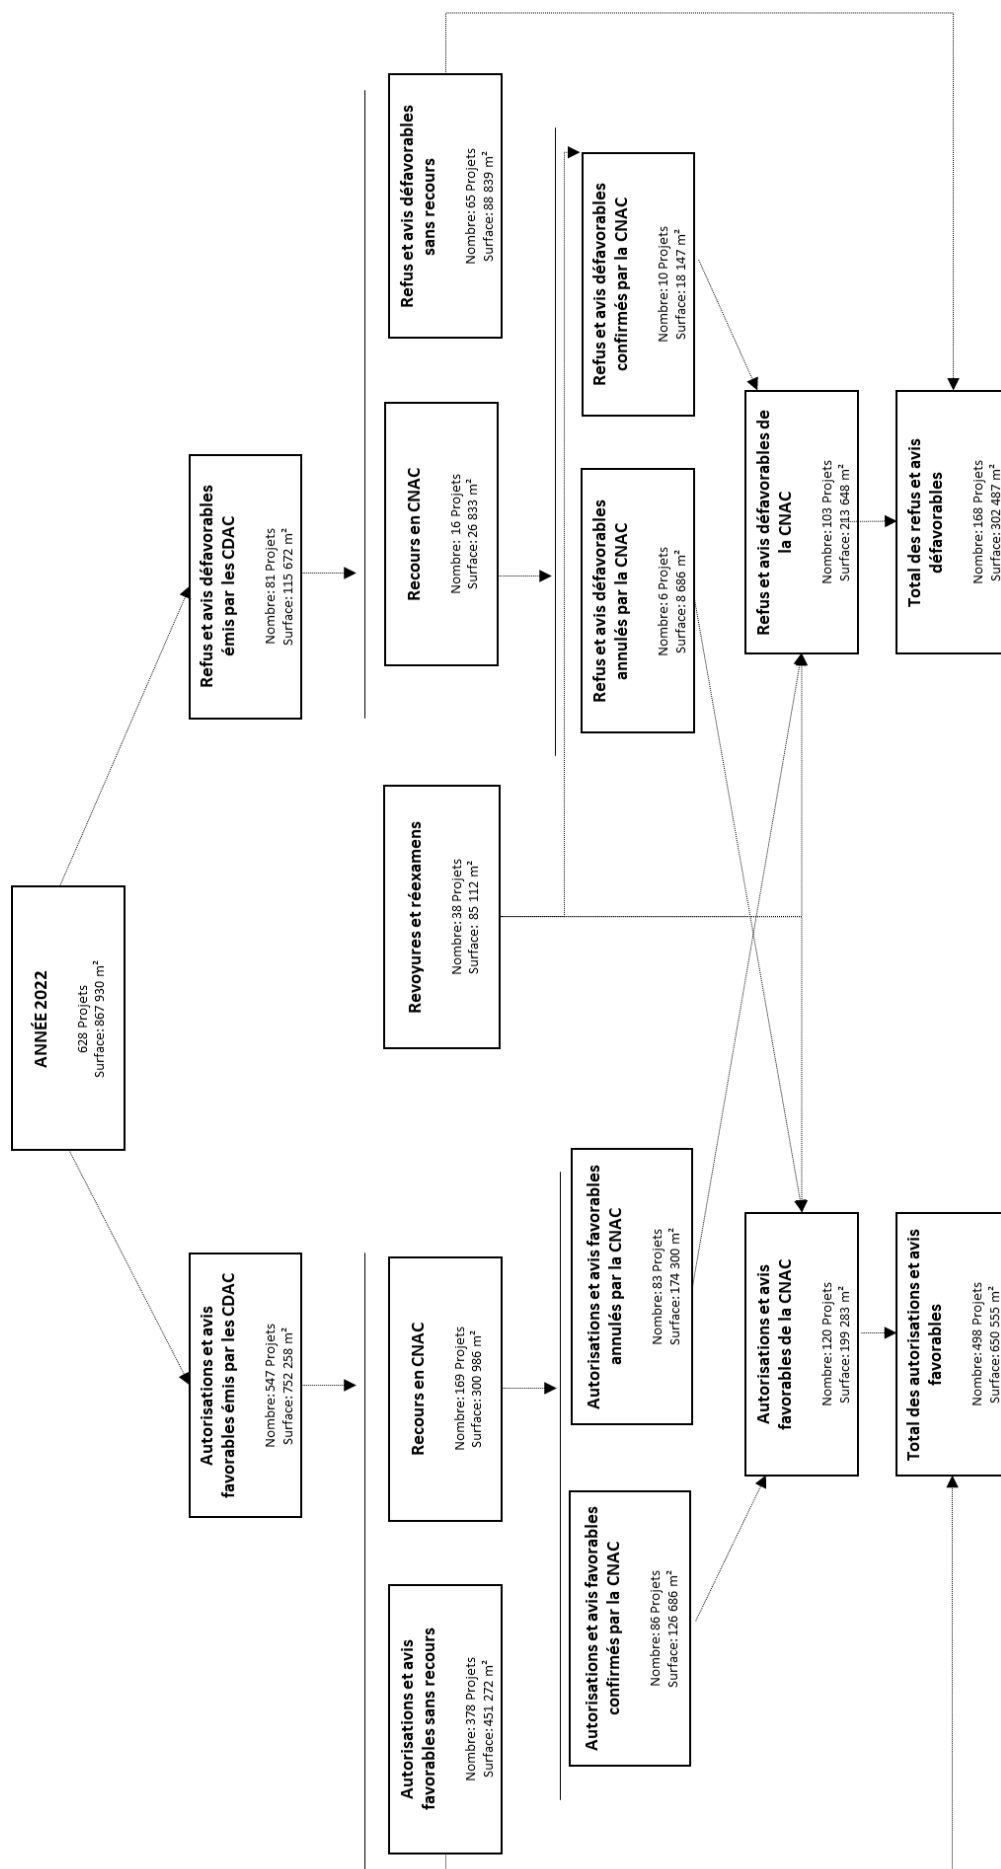 ANNÉE 2022
628 Projets
Surface: 867 930 m²
Autorisations et avis
favorables émis par les CDAC
Nombre: 547 Projets
Surface: 752 258 m²
Refus et avis défavorables
émis par les CDAC
Nombre: 81 Projets
Surface: 115 672 m²
Autorisations et avis
favorables sans recours
Nombre: 378 Projets
Surface: 451 272 m²
Recours en CNAC
Nombre: 169 Projets
Surface: 300 986 m²
Revoyures et réexamens
Nombre: 38 Projets
Surface: 85 112 m²
Recours en CNAC
Nombre: 16 Projets
Surface: 26 833 m²
Refus et avis défavorables
sans recours
Nombre: 65 Projets
Surface: 88 839 m²
Autorisations et avis favorables
confirmés par la CNAC
Nombre: 86 Projets
Surface: 126 686 m²
Autorisations et avis favorables
annulés par la CNAC
Nombre: 83 Projets
Surface: 174 300 m²
Refus et avis défavorables
annulés par la CNAC
Nombre: 6 Projets
Surface: 8 686 m²
Refus et avis défavorables
confirmés par la CNAC
Nombre: 10 Projets
Surface: 18 147 m²
Autorisations et avis
favorables de la CNAC
Nombre: 120 Projets
Surface: 199 283 m²
Refus et avis défavorables de
la CNAC
Nombre: 103 Projets
Surface: 213 648 m²
Total des autorisations et avis
favorables
Nombre: 498 Projets
Surface: 650 555 m²
Total des refus et avis
défavorables
Nombre: 168 Projets
Surface: 302 487 m²